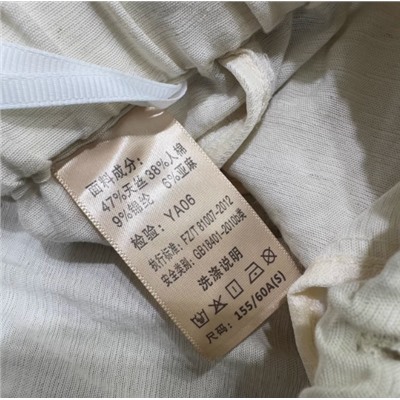 面料成分：
47%天丝 38%人棉
9%锦纶 6%亚麻
检验：YA06
执行标准：FZ/T 81007-2012
安全类别：GB18401-2010b类
洗涤说明
尺码：155/60A(S)